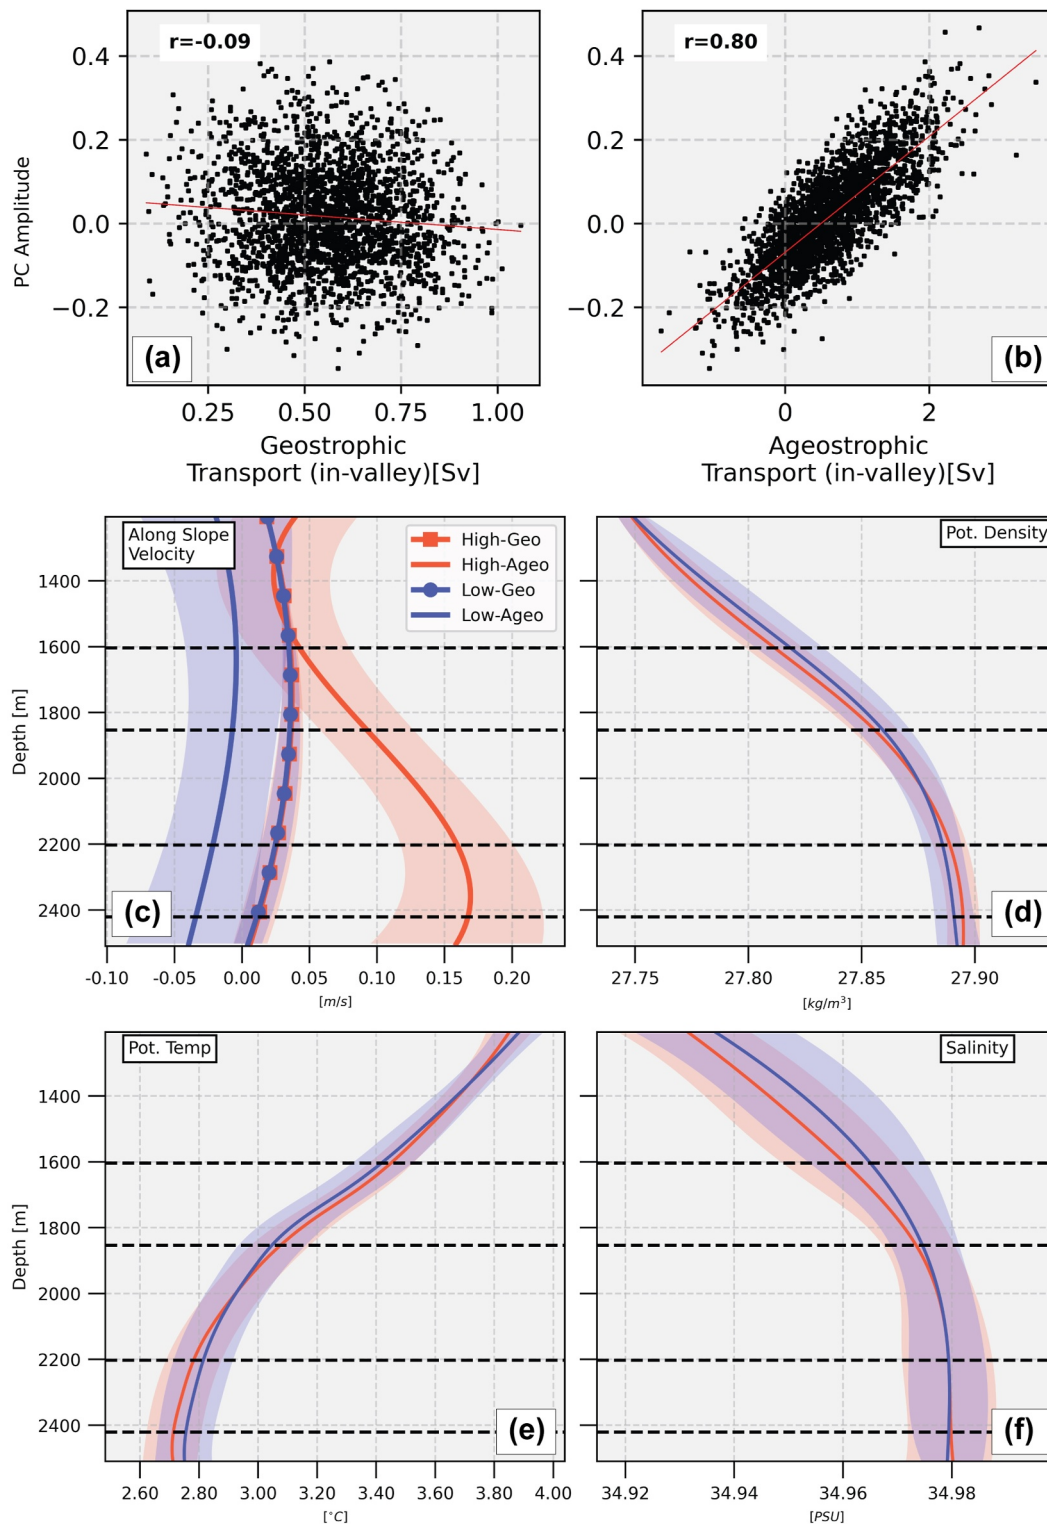 r=-0.09
r=0.80
0.4
0.2
0.0
−0.2
PC Amplitude
(a)
0.25 0.50 0.75 1.00
Geostrophic
Transport (in-valley)[Sv]
0.4
0.2
0.0
−0.2
(b)
0 2
Ageostrophic
Transport (in-valley)[Sv]
Along Slope
Velocity
High-Geo
High-Ageo
Low-Geo
Low-Ageo
1400
1600
1800
2000
2200
2400
Depth [m]
(c)
-0.10 -0.05 0.00 0.05 0.10 0.15 0.20
[m/s]
Pot. Density
(d)
27.75 27.80 27.85 27.90
[kg/m³]
Pot. Temp
1400
1600
1800
2000
2200
2400
Depth [m]
(e)
2.60 2.80 3.00 3.20 3.40 3.60 3.80 4.00
[°C]
Salinity
(f)
34.92 34.94 34.96 34.98
[PSU]